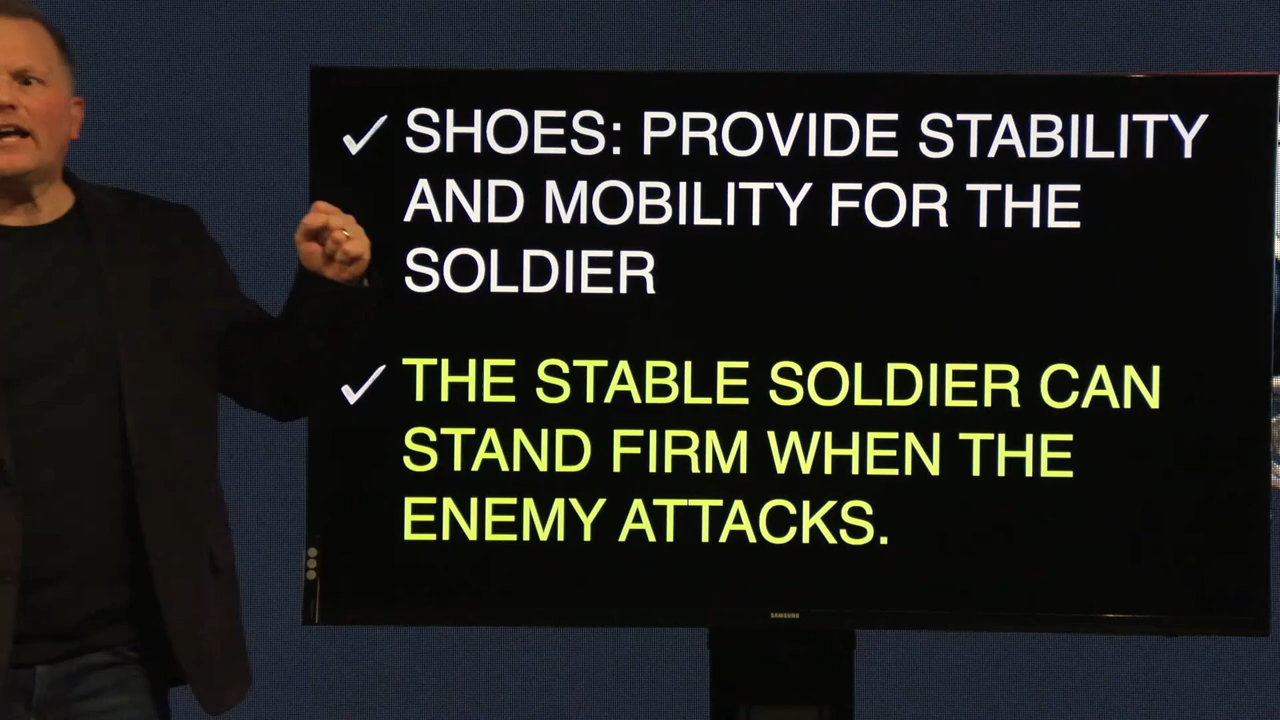 ✓ SHOES: PROVIDE STABILITY
AND MOBILITY FOR THE
SOLDIER
✓ THE STABLE SOLDIER CAN
STAND FIRM WHEN THE
ENEMY ATTACKS.
SAMSUNG